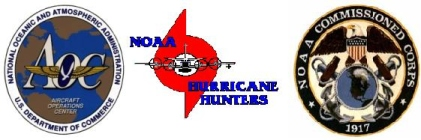 NATIONAL OCEANIC AND ATMOSPHERIC ADMINISTRATION
AOC
AIRCRAFT
OPERATIONS
CENTER
U.S. DEPARTMENT OF COMMERCE
NOAA
HURRICANE
HUNTERS
NOAA COMMISSIONED CORPS
1917